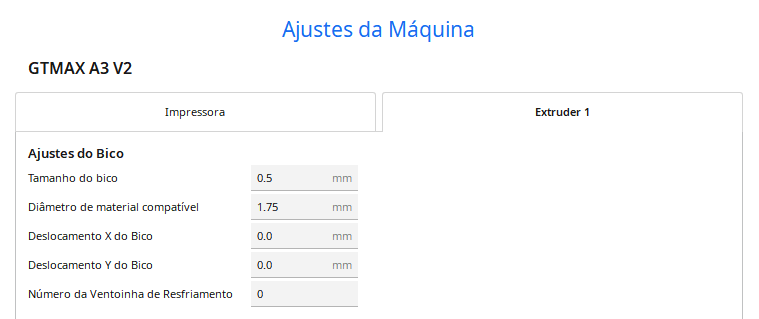 Ajustes da Máquina
GTMAX A3 V2
Impressora
Extruder 1
Ajustes do Bico
Tamanho do bico 0.5 mm
Diâmetro de material compatível 1.75 mm
Deslocamento X do Bico 0.0 mm
Deslocamento Y do Bico 0.0 mm
Número da Ventoinha de Resfriamento 0